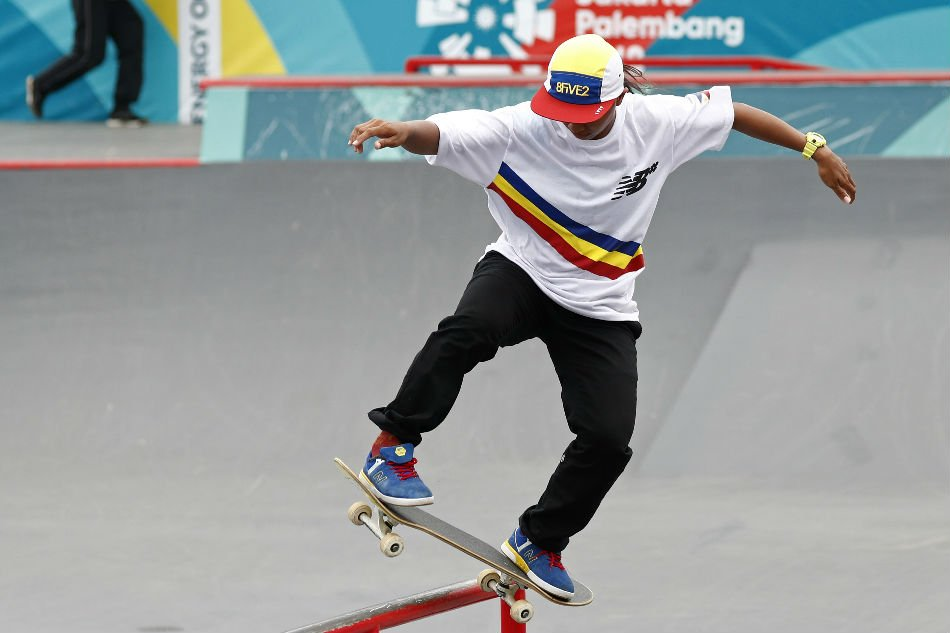 Jakarta
Palembang
ENERGY O
8FIVE2